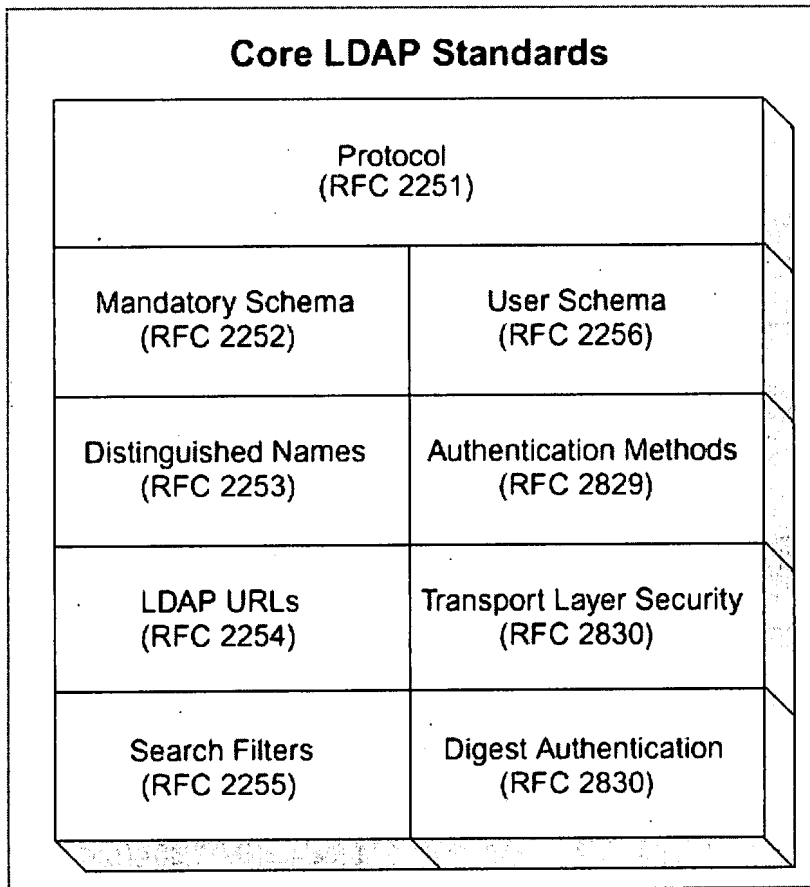 Core LDAP Standards
Protocol
(RFC 2251)
Mandatory Schema
(RFC 2252)
User Schema
(RFC 2256)
Distinguished Names
(RFC 2253)
Authentication Methods
(RFC 2829)
LDAP URLs
(RFC 2254)
Transport Layer Security
(RFC 2830)
Search Filters
(RFC 2255)
Digest Authentication
(RFC 2830)